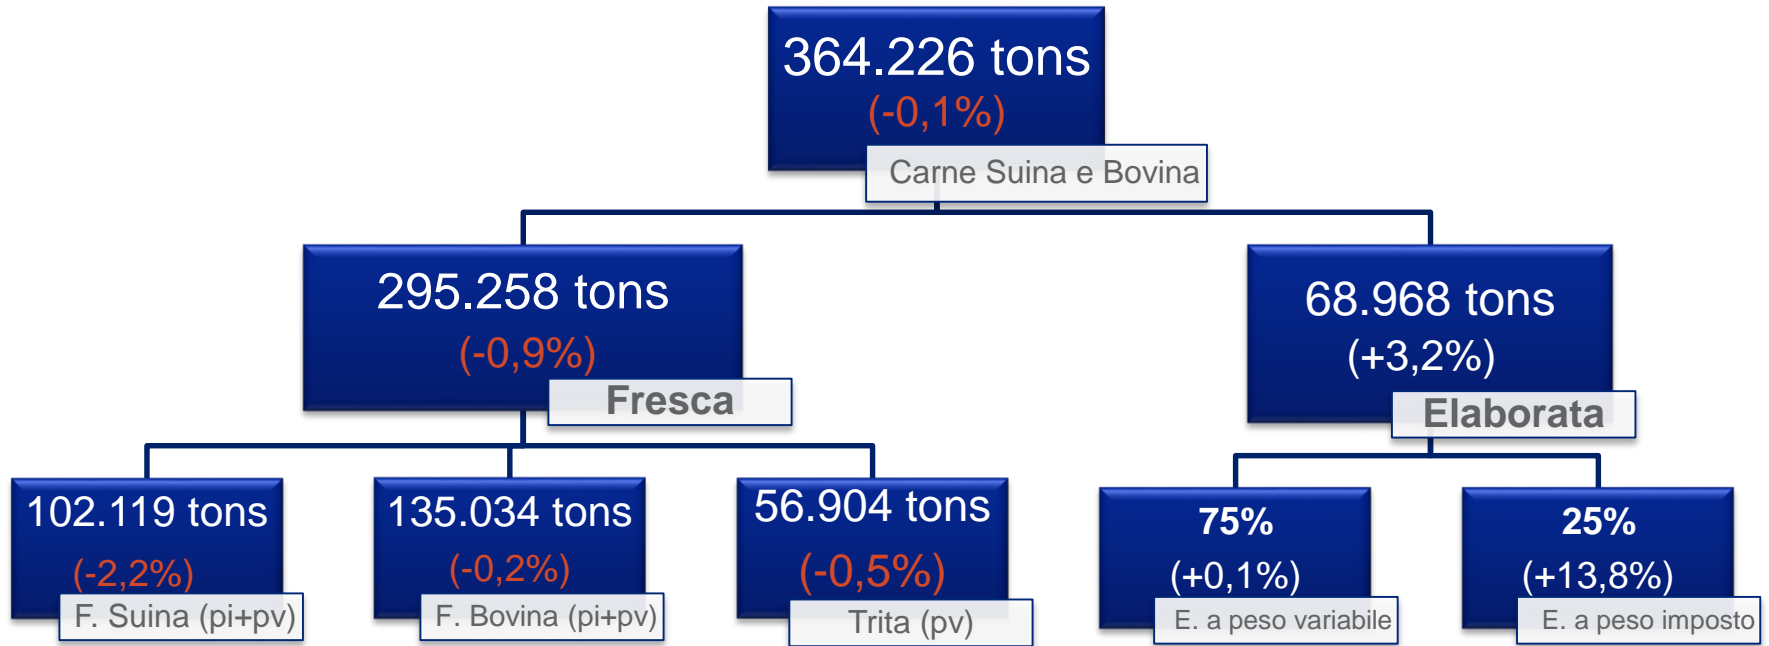 364.226 tons
(-0,1%)
Carne Suina e Bovina
295.258 tons
(-0,9%)
Fresca
68.968 tons
(+3,2%)
Elaborata
102.119 tons
(-2,2%)
F. Suina (pi+pv)
135.034 tons
(-0,2%)
F. Bovina (pi+pv)
56.904 tons
(-0,5%)
Trita (pv)
75%
(+0,1%)
E. a peso variabile
25%
(+13,8%)
E. a peso imposto